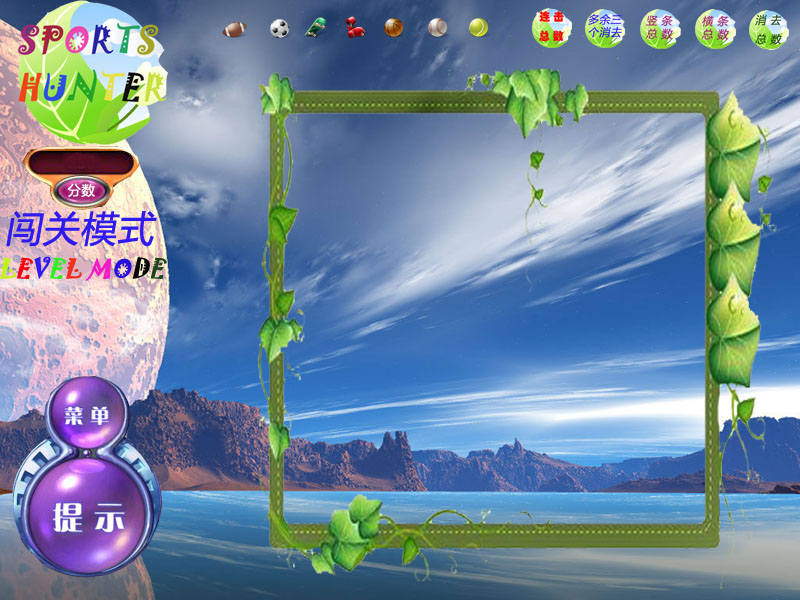 SPORTS
HUNTER
连击
总数
多余三
个消去
竖条
总数
横条
总数
消去
总数
分数
闯关模式
LEVEL MODE
菜单
提示